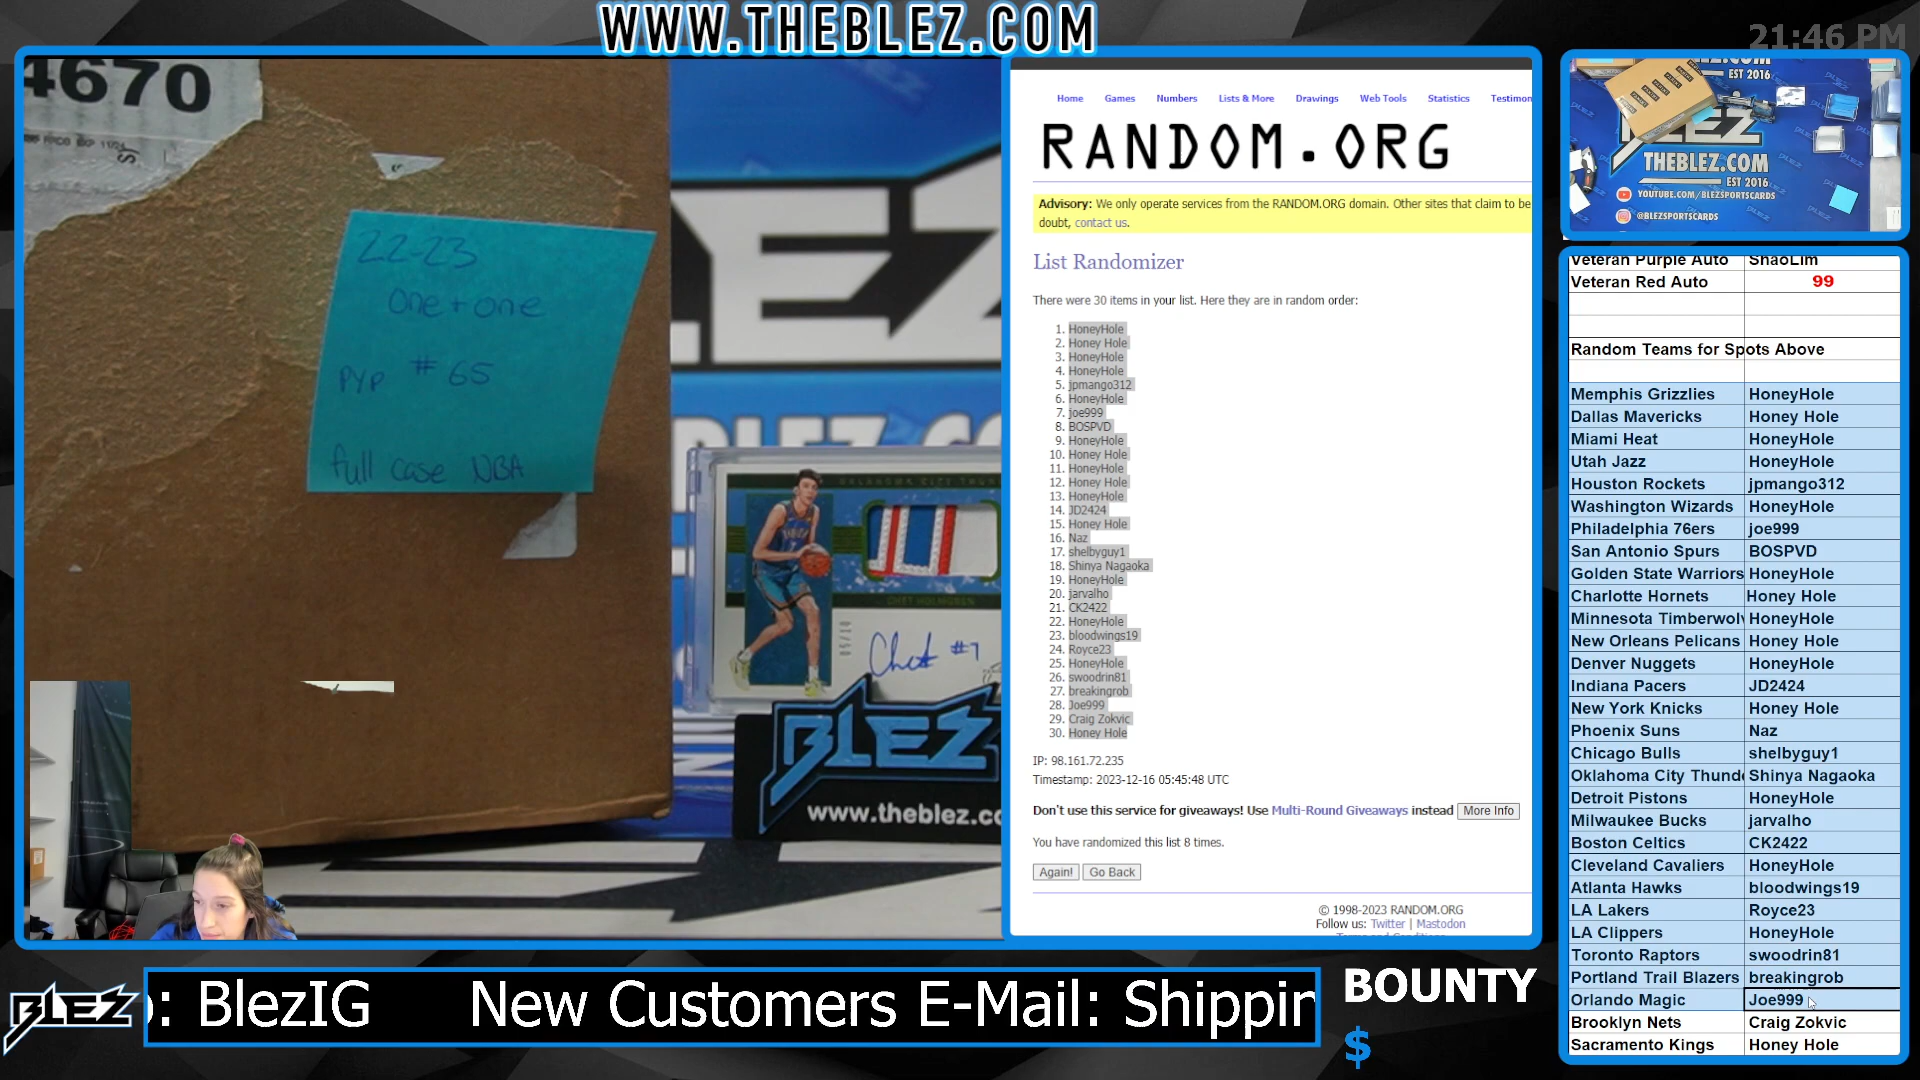 WWW.THEBLEZ.COM
21:46 PM
4670
22-23
One + one
PYP # 65
full case NBA
CHET HOLMGREN
Chet #7
BLEZ
www.theblez.co
Home Games Numbers Lists & More Drawings Web Tools Statistics Testimon
RANDOM.ORG
Advisory: We only operate services from the RANDOM.ORG domain. Other sites that claim to be
doubt, contact us.
List Randomizer
There were 30 items in your list. Here they are in random order:
1. HoneyHole
2. Honey Hole
3. HoneyHole
4. HoneyHole
5. jpmango312
6. HoneyHole
7. joe999
8. BOSPVD
9. HoneyHole
10. Honey Hole
11. HoneyHole
12. Honey Hole
13. HoneyHole
14. JD2424
15. Honey Hole
16. Naz
17. shelbyguy1
18. Shinya Nagaoka
19. HoneyHole
20. jarvalho
21. CK2422
22. HoneyHole
23. bloodwings19
24. Royce23
25. HoneyHole
26. swoodrin81
27. breakingrob
28. Joe999
29. Craig Zokvic
30. Honey Hole
IP: 98.161.72.235
Timestamp: 2023-12-16 05:45:48 UTC
Don't use this service for giveaways! Use Multi-Round Giveaways instead More Info
You have randomized this list 8 times.
Again! Go Back
© 1998-2023 RANDOM.ORG
Follow us: Twitter | Mastodon
Terms and Conditions
EST 2016
THEBLEZ.COM
EST 2016
YOUTUBE.COM/BLEZSPORTSCARDS
@BLEZSPORTSCARDS
Veteran Purple Auto ShaoLim
Veteran Red Auto 99
Random Teams for Spots Above
Memphis Grizzlies HoneyHole
Dallas Mavericks Honey Hole
Miami Heat HoneyHole
Utah Jazz HoneyHole
Houston Rockets jpmango312
Washington Wizards HoneyHole
Philadelphia 76ers joe999
San Antonio Spurs BOSPVD
Golden State Warriors HoneyHole
Charlotte Hornets Honey Hole
Minnesota Timberwolv HoneyHole
New Orleans Pelicans Honey Hole
Denver Nuggets HoneyHole
Indiana Pacers JD2424
New York Knicks Honey Hole
Phoenix Suns Naz
Chicago Bulls shelbyguy1
Oklahoma City Thunde Shinya Nagaoka
Detroit Pistons HoneyHole
Milwaukee Bucks jarvalho
Boston Celtics CK2422
Cleveland Cavaliers HoneyHole
Atlanta Hawks bloodwings19
LA Lakers Royce23
LA Clippers HoneyHole
Toronto Raptors swoodrin81
Portland Trail Blazers breakingrob
Orlando Magic Joe999
Brooklyn Nets Craig Zokvic
Sacramento Kings Honey Hole
BLEZ
: BlezIG New Customers E-Mail: Shippin
BOUNTY
$